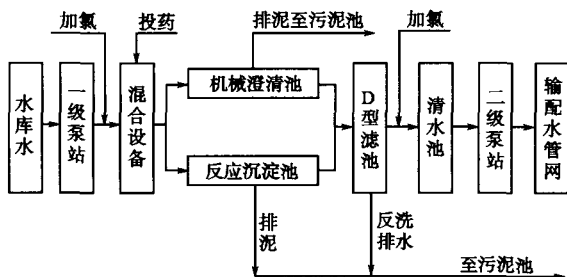 加氯
投药
排泥至污泥池
加氯
水库水
一级泵站
混合设备
机械澄清池
反应沉淀池
D型滤池
清水池
二级泵站
输配水管网
排泥
反洗
排水
至污泥池